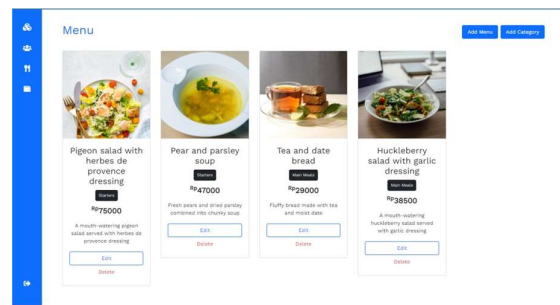 Menu
Add Menu
Add Category
Pigeon salad with
herbes de
provence
dressing
Starters
Rp75000
A mouth-watering pigeon
salad served with herbes de
provence dressing
Edit
Delete
Pear and parsley
soup
Starters
Rp47000
Fresh pears and dried parsley
combined into chunky soup
Edit
Delete
Tea and date
bread
Main Meals
Rp29000
Fluffy bread made with tea
and moist date
Edit
Delete
Huckleberry
salad with garlic
dressing
Main Meals
Rp38500
A mouth-watering
huckleberry salad served
with garlic dressing
Edit
Delete